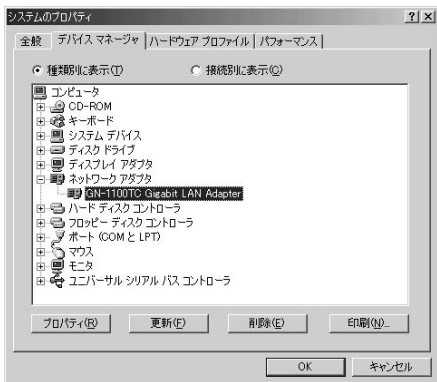 システムのプロパティ
全般 デバイス マネージャ ハードウェア プロファイル パフォーマンス
種類別に表示(T) 接続別に表示(C)
コンピュータ
CD-ROM
キーボード
システム デバイス
ディスク ドライブ
ディスプレイ アダプタ
ネットワーク アダプタ
GN-1100TC Gigabit LAN Adapter
ハード ディスク コントローラ
フロッピー ディスク コントローラ
ポート (COM と LPT)
マウス
モニタ
ユニバーサル シリアル バス コントローラ
プロパティ(R) 更新(F) 削除(E) 印刷(N)...
OK キャンセル